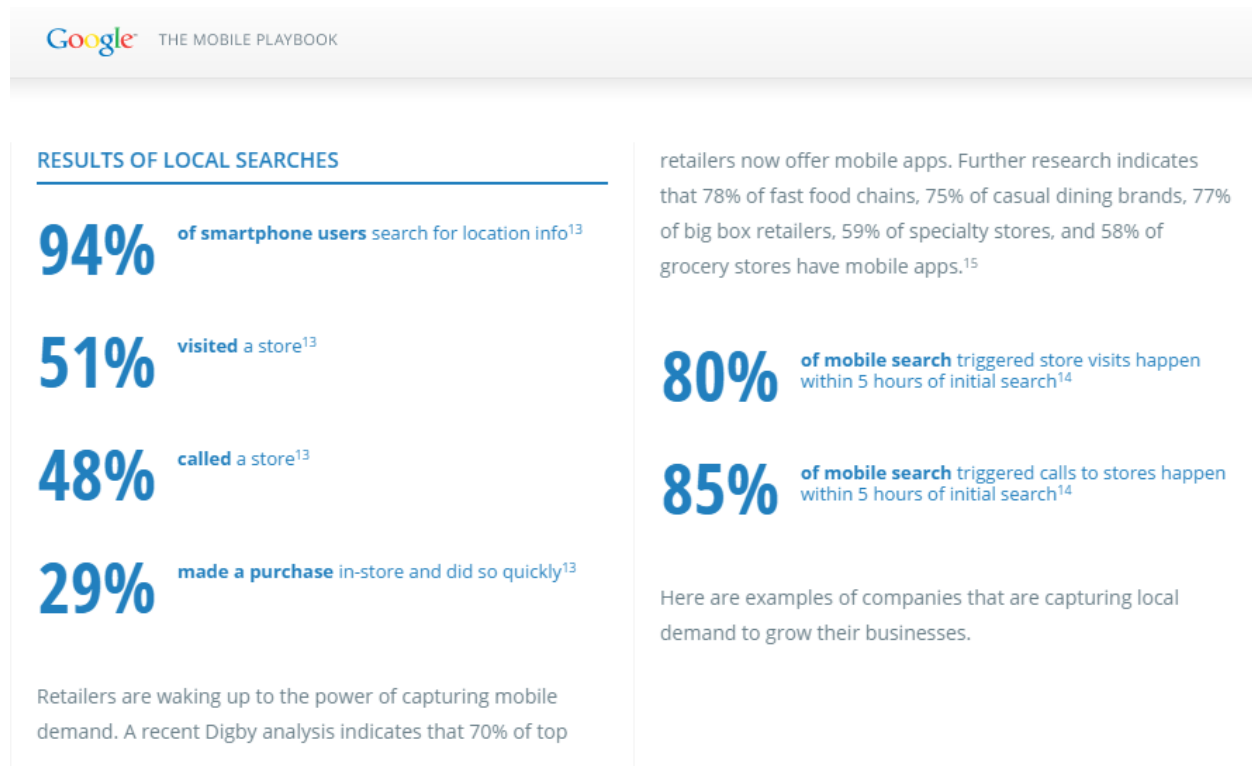 Google™ THE MOBILE PLAYBOOK
RESULTS OF LOCAL SEARCHES
94% of smartphone users search for location info13
51% visited a store13
48% called a store13
29% made a purchase in-store and did so quickly13
Retailers are waking up to the power of capturing mobile
demand. A recent Digby analysis indicates that 70% of top
retailers now offer mobile apps. Further research indicates
that 78% of fast food chains, 75% of casual dining brands, 77%
of big box retailers, 59% of specialty stores, and 58% of
grocery stores have mobile apps.15
80% of mobile search triggered store visits happen
within 5 hours of initial search14
85% of mobile search triggered calls to stores happen
within 5 hours of initial search14
Here are examples of companies that are capturing local
demand to grow their businesses.